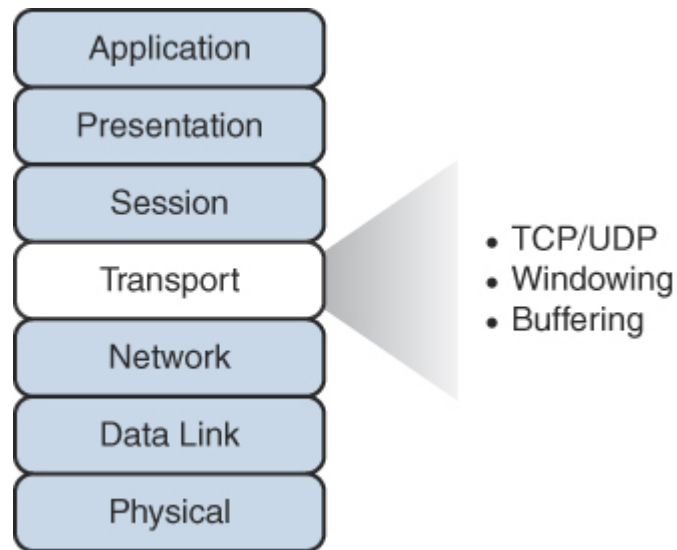 Application
Presentation
Session
Transport
Network
Data Link
Physical
• TCP/UDP
• Windowing
• Buffering